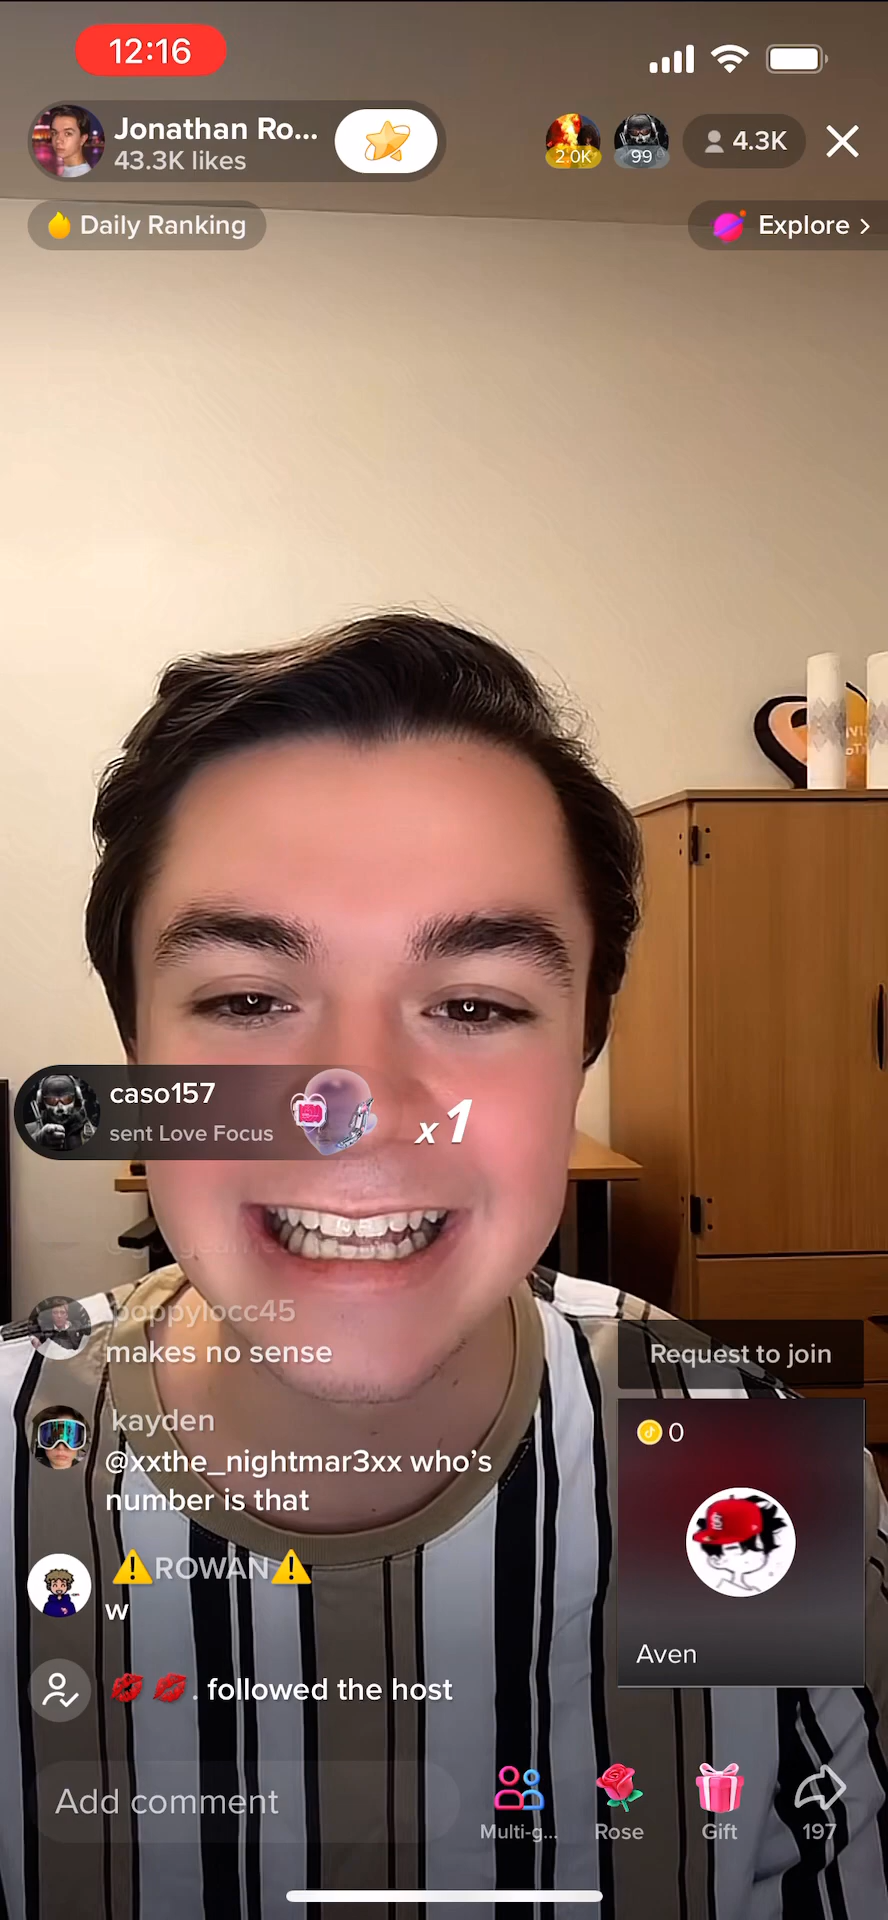 12:16
Jonathan Ro...
43.3K likes
2.0K
99
4.3K
Daily Ranking
Explore >
caso157
sent Love Focus
x1
poppylocc45
makes no sense
kayden
@xxthe_nightmar3xx who's
number is that
⚠️ROWAN⚠️
w
💋 💋 . followed the host
Request to join
0
Aven
Add comment
Multi-g...
Rose
Gift
197